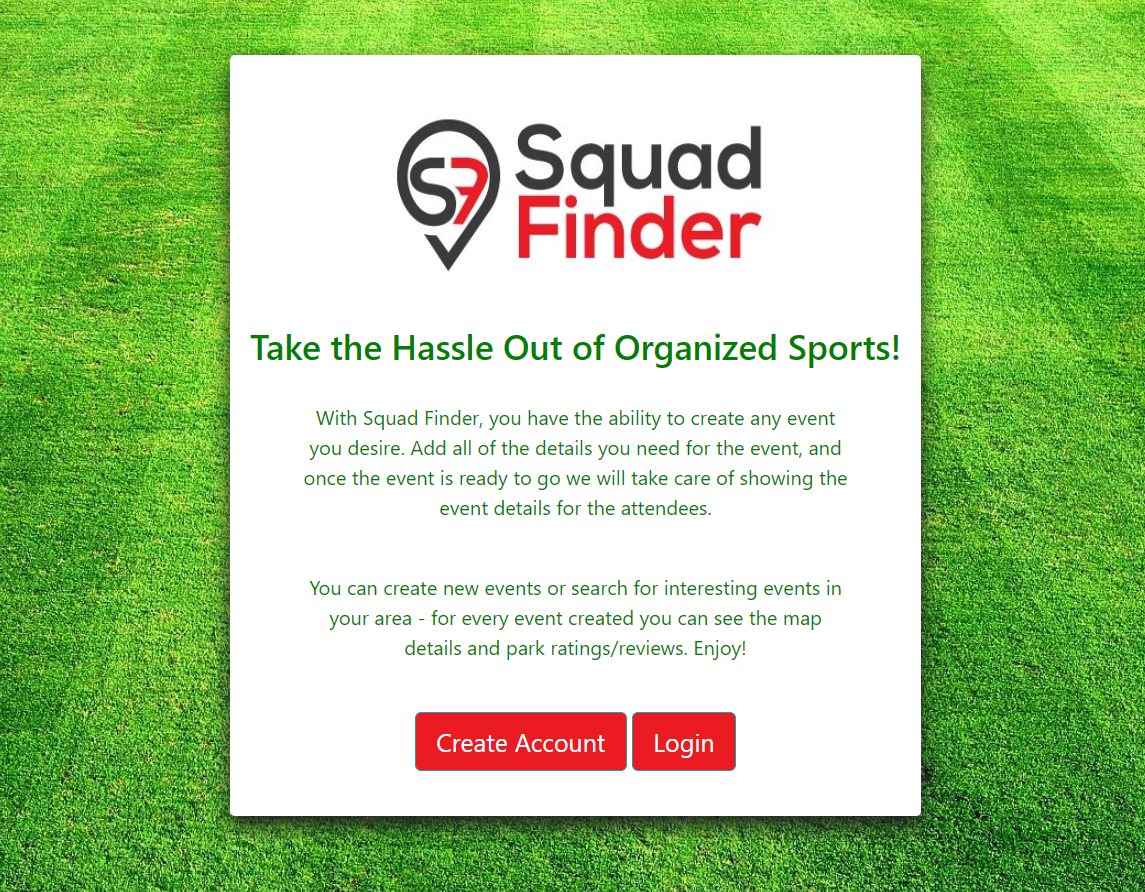 SF
Squad
Finder
Take the Hassle Out of Organized Sports!
With Squad Finder, you have the ability to create any event
you desire. Add all of the details you need for the event, and
once the event is ready to go we will take care of showing the
event details for the attendees.
You can create new events or search for interesting events in
your area - for every event created you can see the map
details and park ratings/reviews. Enjoy!
Create Account Login